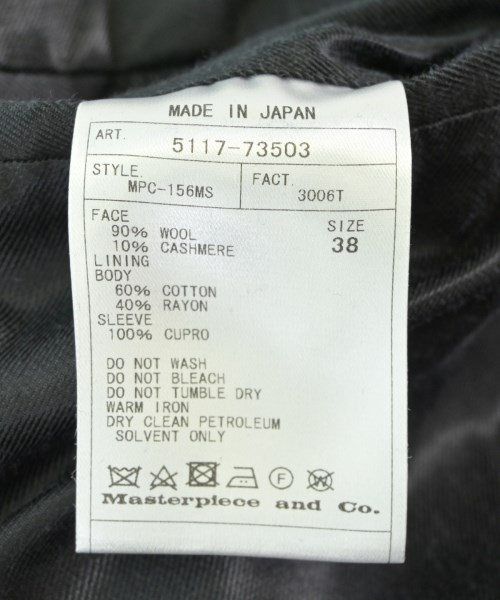 MADE IN JAPAN
ART. 5117-73503
STYLE. MPC-156MS
FACT. 3006T
FACE
90% WOOL
10% CASHMERE
SIZE
38
LINING
BODY
60% COTTON
40% RAYON
SLEEVE
100% CUPRO
DO NOT WASH
DO NOT BLEACH
DO NOT TUMBLE DRY
WARM IRON
DRY CLEAN PETROLEUM
SOLVENT ONLY
F W
Masterpiece and Co.